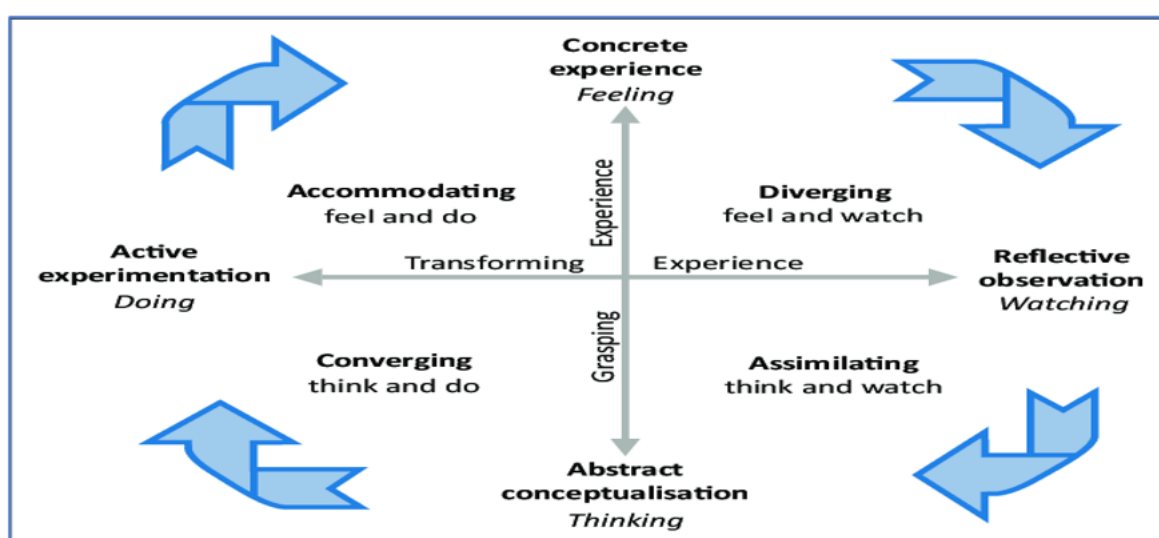 Concrete
experience
Feeling
Accommodating
feel and do
Diverging
feel and watch
Experience
Active
experimentation
Doing
Transforming
Experience
Reflective
observation
Watching
Grasping
Converging
think and do
Assimilating
think and watch
Abstract
conceptualisation
Thinking